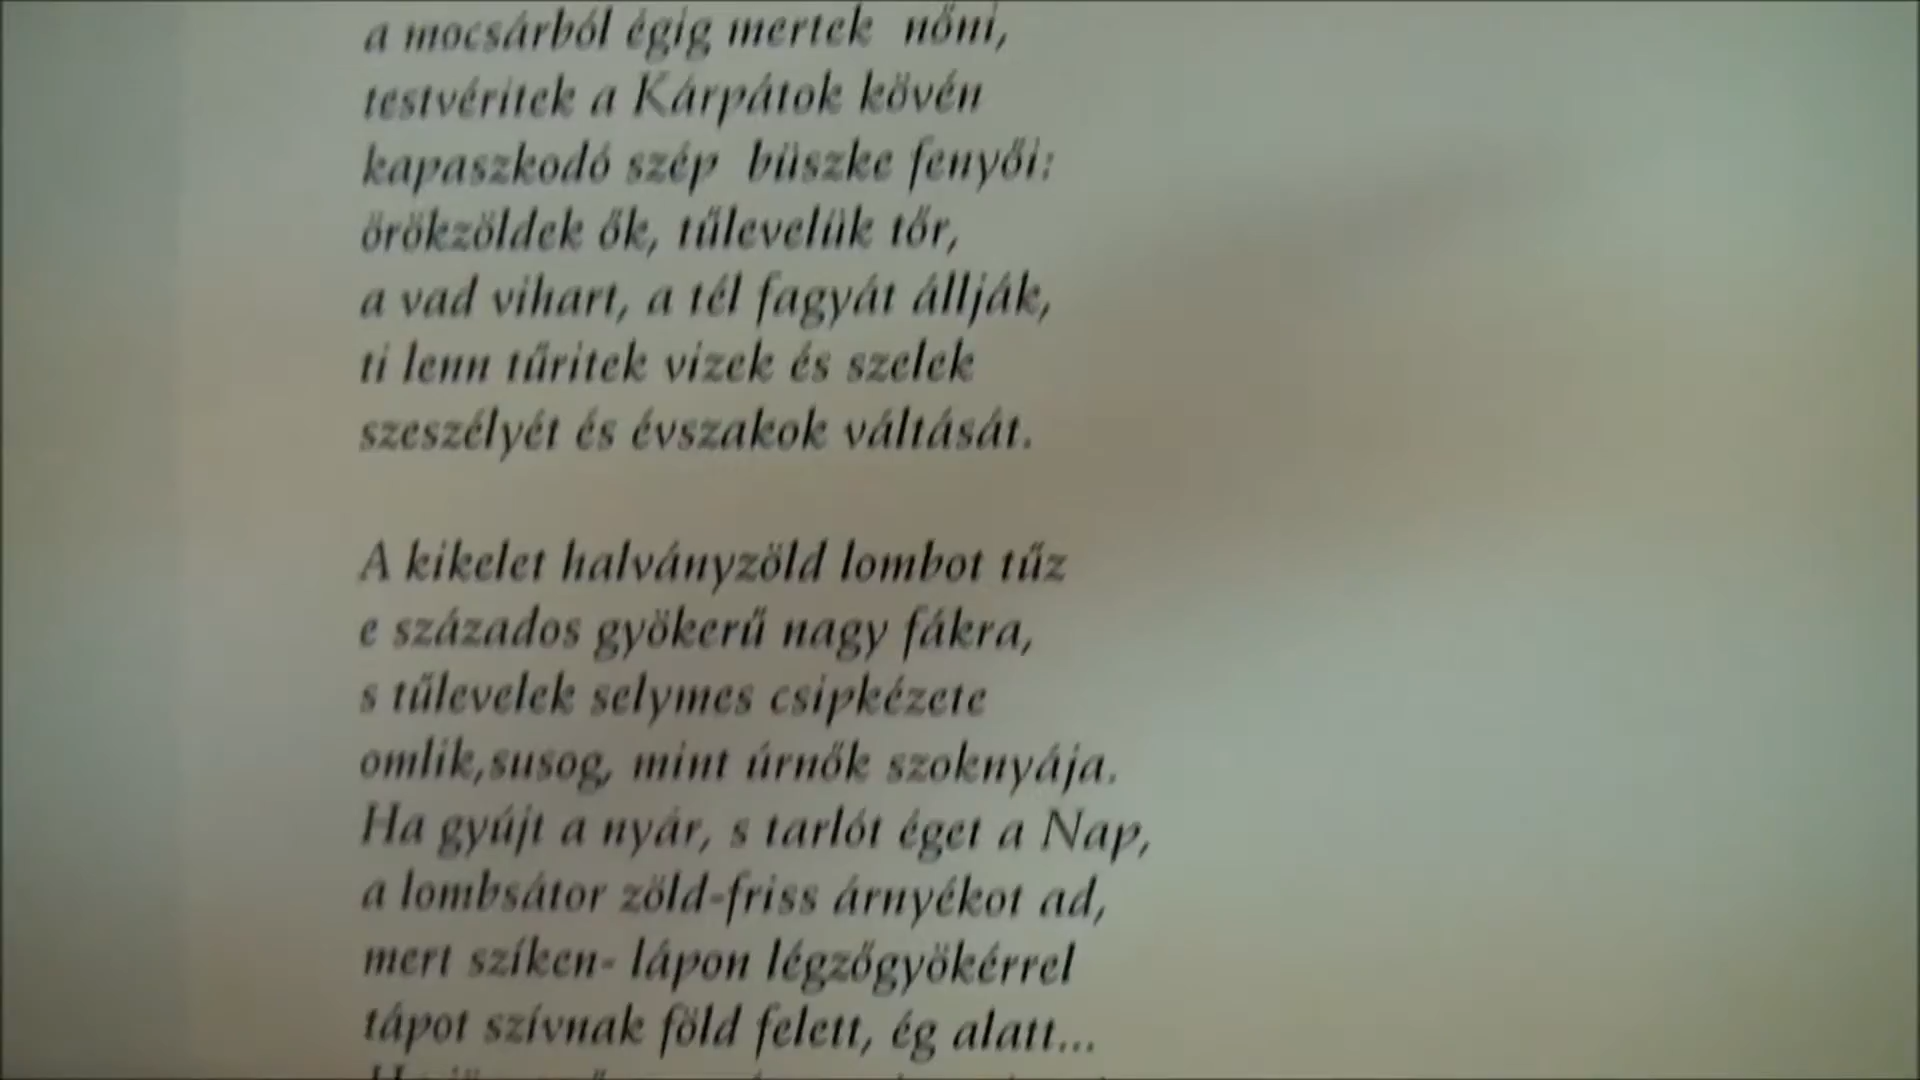 a mocsárból égig mertek nőni,
testvéritek a Kárpátok kövén
kapaszkodó szép büszke fenyői:
örökzöldek ők, tűlevelük tőr,
a vad vihart, a tél fagyát állják,
ti lenn tűritek vizek és szelek
szeszélyét és évszakok váltását.
A kikelet halványzöld lombot tűz
e százados gyökerű nagy fákra,
s tűlevelek selymes csipkézete
omlik,susog, mint úrnők szoknyája.
Ha gyújt a nyár, s tarlót éget a Nap,
a lombsátor zöld-friss árnyékot ad,
mert szíken- lápon légzőgyökérrel
tápot szívnak föld felett, ég alatt...